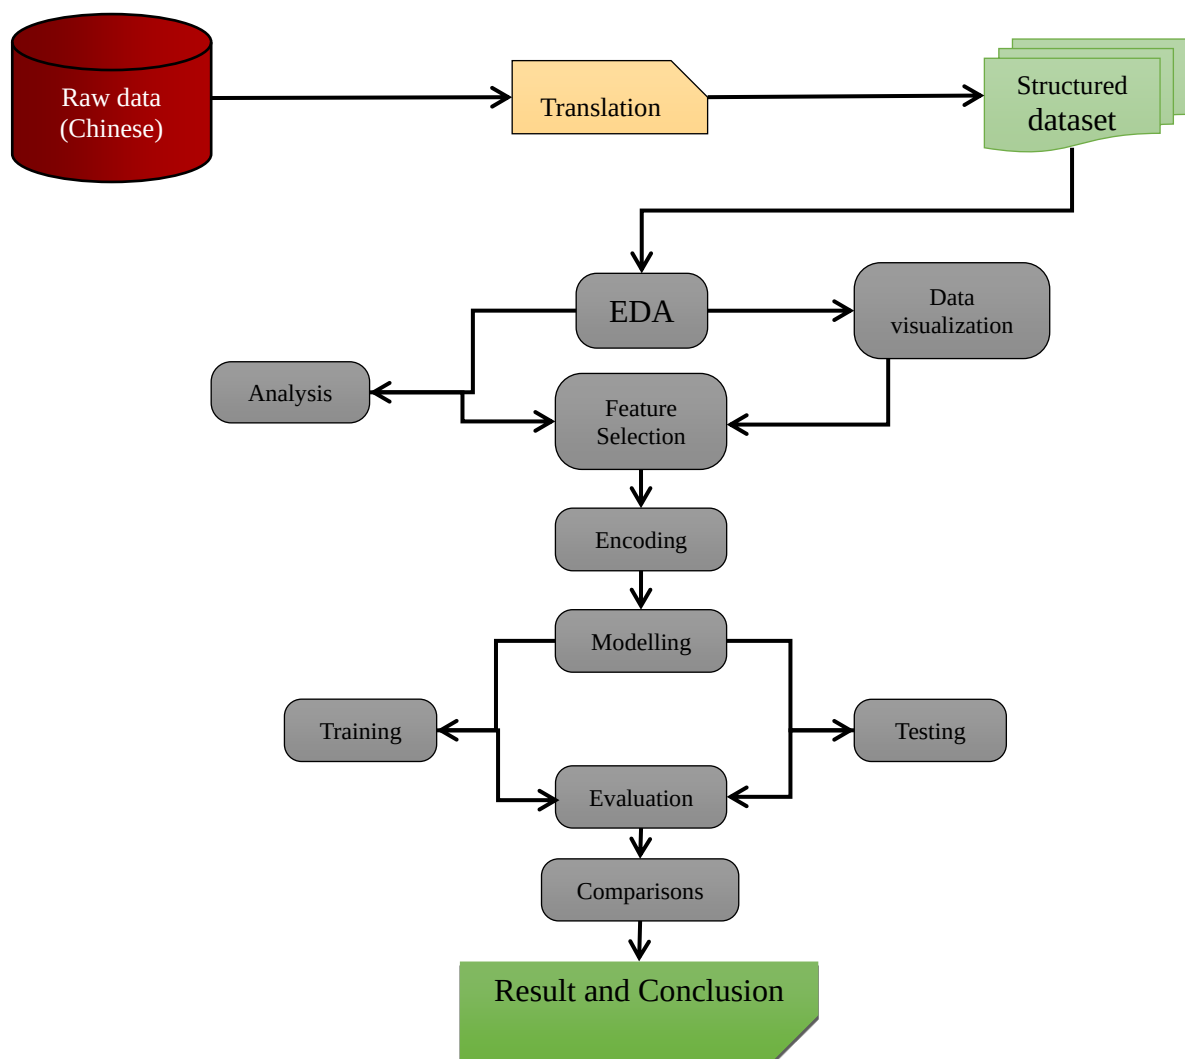 Raw data
(Chinese)
Translation
Structured
dataset
EDA
Data
visualization
Analysis
Feature
Selection
Encoding
Modelling
Training
Testing
Evaluation
Comparisons
Result and Conclusion